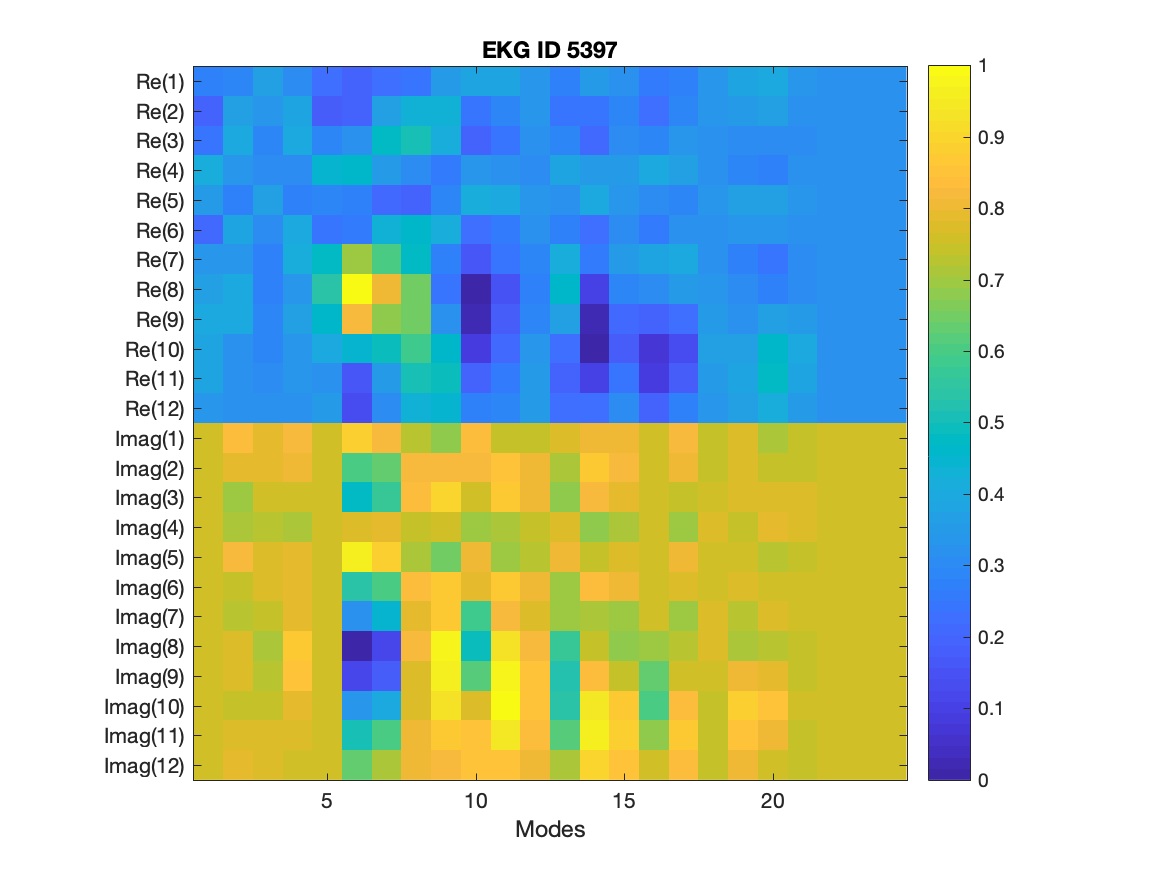 EKG ID 5397
Re(1)
Re(2)
Re(3)
Re(4)
Re(5)
Re(6)
Re(7)
Re(8)
Re(9)
Re(10)
Re(11)
Re(12)
Imag(1)
Imag(2)
Imag(3)
Imag(4)
Imag(5)
Imag(6)
Imag(7)
Imag(8)
Imag(9)
Imag(10)
Imag(11)
Imag(12)
5 10 15 20
Modes
1
0.9
0.8
0.7
0.6
0.5
0.4
0.3
0.2
0.1
0